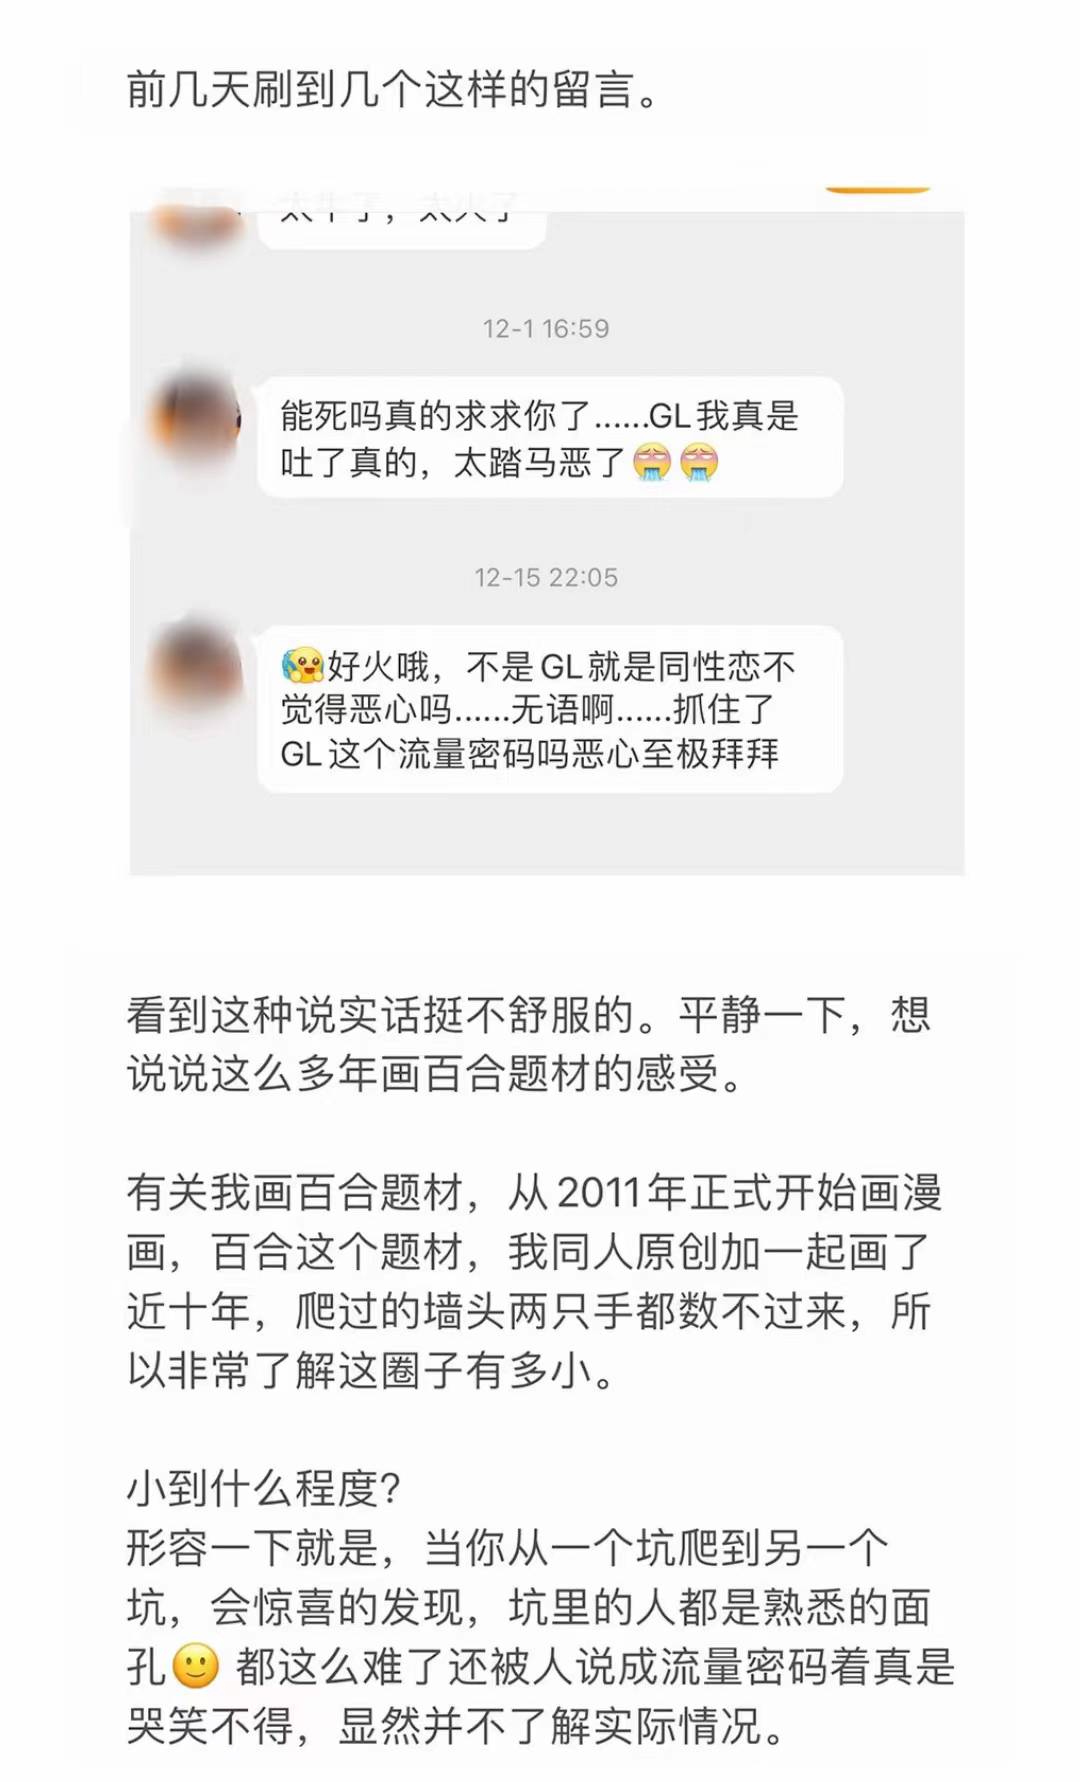 前几天刷到几个这样的留言。
太牛了，太火了
12-1 16:59
能死吗真的求求你了......GL我真是
吐了真的，太踏马恶了
12-15 22:05
好火哦，不是GL就是同性恋不
觉得恶心吗......无语啊......抓住了
GL这个流量密码吗恶心至极拜拜
看到这种说实话挺不舒服的。平静一下，想
说说这么多年画百合题材的感受。
有关我画百合题材，从2011年正式开始画漫
画，百合这个题材，我同人原创加一起画了
近十年，爬过的墙头两只手都数不过来，所
以非常了解这圈子有多小。
小到什么程度?
形容一下就是，当你从一个坑爬到另一个
坑，会惊喜的发现，坑里的人都是熟悉的面
孔🙂 都这么难了还被人说成流量密码着真是
哭笑不得，显然并不了解实际情况。